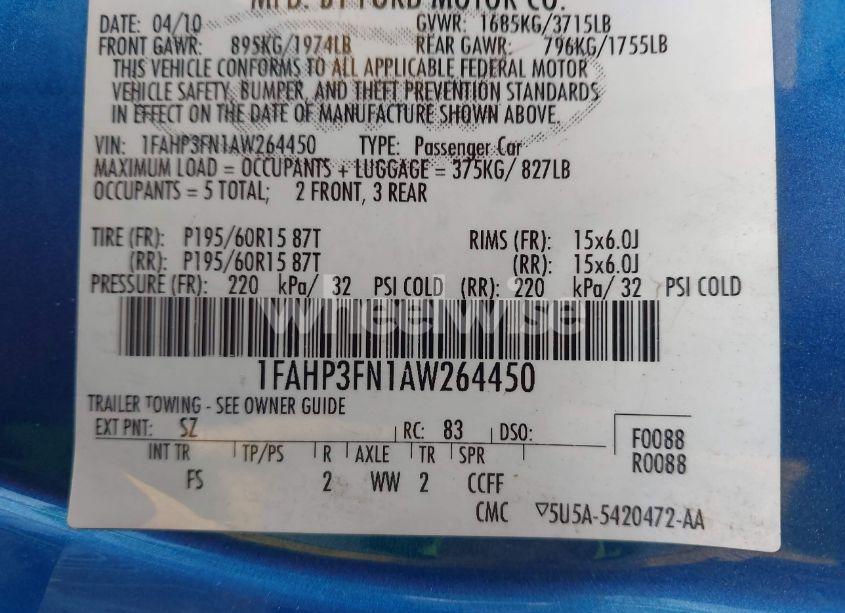 MFD. BY FORD MOTOR CO.
DATE: 04/10 GVWR: 1685KG/3715LB
FRONT GAWR: 895KG/1974LB REAR GAWR: 796KG/1755LB
THIS VEHICLE CONFORMS TO ALL APPLICABLE FEDERAL MOTOR
VEHICLE SAFETY, BUMPER, AND THEFT PREVENTION STANDARDS
IN EFFECT ON THE DATE OF MANUFACTURE SHOWN ABOVE.
VIN: 1FAHP3FN1AW264450 TYPE: Passenger Car
MAXIMUM LOAD = OCCUPANTS + LUGGAGE = 375KG/ 827LB
OCCUPANTS = 5 TOTAL; 2 FRONT, 3 REAR
TIRE (FR): P195/60R15 87T RIMS (FR): 15x6.0J
(RR): P195/60R15 87T (RR): 15x6.0J
PRESSURE (FR): 220 kPa/ 32 PSI COLD (RR): 220 kPa/ 32 PSI COLD
Wheelwise
1FAHP3FN1AW264450
TRAILER TOWING - SEE OWNER GUIDE
EXT PNT: SZ RC: 83 DSO: F0088
INT TR TP/PS R AXLE TR SPR R0088
FS 2 WW 2 CCFF
CMC ▽5U5A-5420472-AA